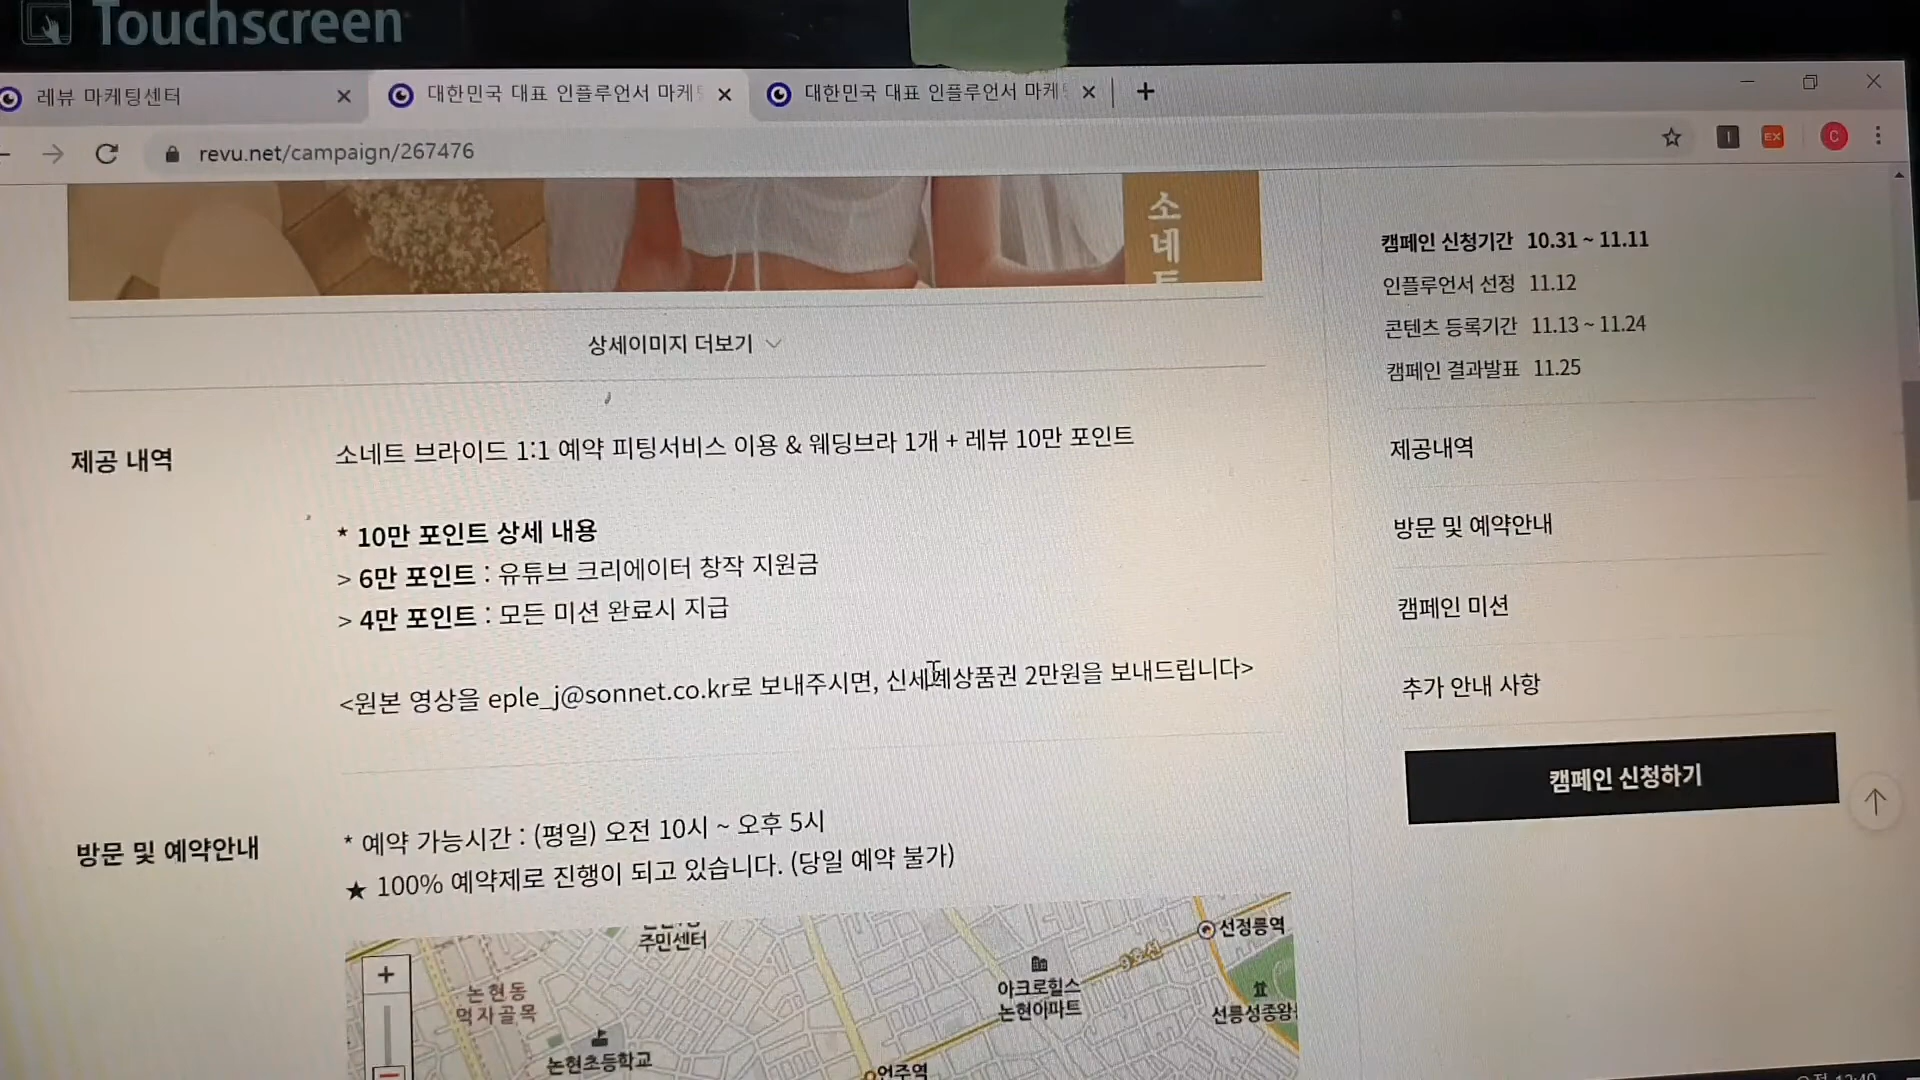 Touchscreen
레뷰 마케팅센터
대한민국 대표 인플루언서 마케
대한민국 대표 인플루언서 마케
revu.net/campaign/267476
EX
C
소네트
상세이미지 더보기
제공 내역
소네트 브라이드 1:1 예약 피팅서비스 이용 & 웨딩브라 1개 + 레뷰 10만 포인트
* 10만 포인트 상세 내용
> 6만 포인트 : 유튜브 크리에이터 창작 지원금
> 4만 포인트 : 모든 미션 완료시 지급
<원본 영상을 eple_j@sonnet.co.kr로 보내주시면, 신세계상품권 2만원을 보내드립니다>
방문 및 예약안내
* 예약 가능시간 : (평일) 오전 10시 ~ 오후 5시
★ 100% 예약제로 진행이 되고 있습니다. (당일 예약 불가)
주민센터
선정릉역
9호선
아크로힐스
논현아파트
논현동
먹자골목
선릉성종왕
논현초등학교
언주역
캠페인 신청기간 10.31 ~ 11.11
인플루언서 선정 11.12
콘텐츠 등록기간 11.13 ~ 11.24
캠페인 결과발표 11.25
제공내역
방문 및 예약안내
캠페인 미션
추가 안내 사항
캠페인 신청하기